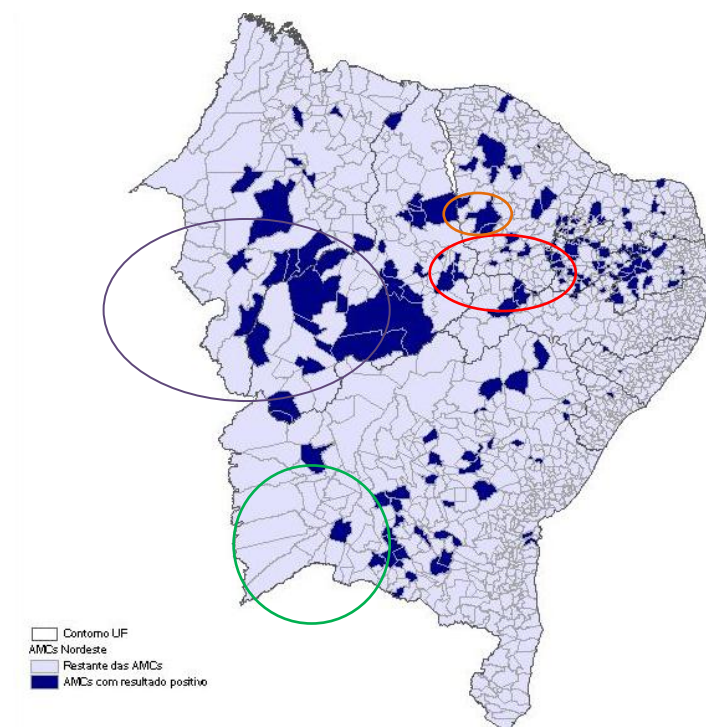 Contorno UF
AMCs Nordeste
Restante das AMCs
AMCs com resultado positivo